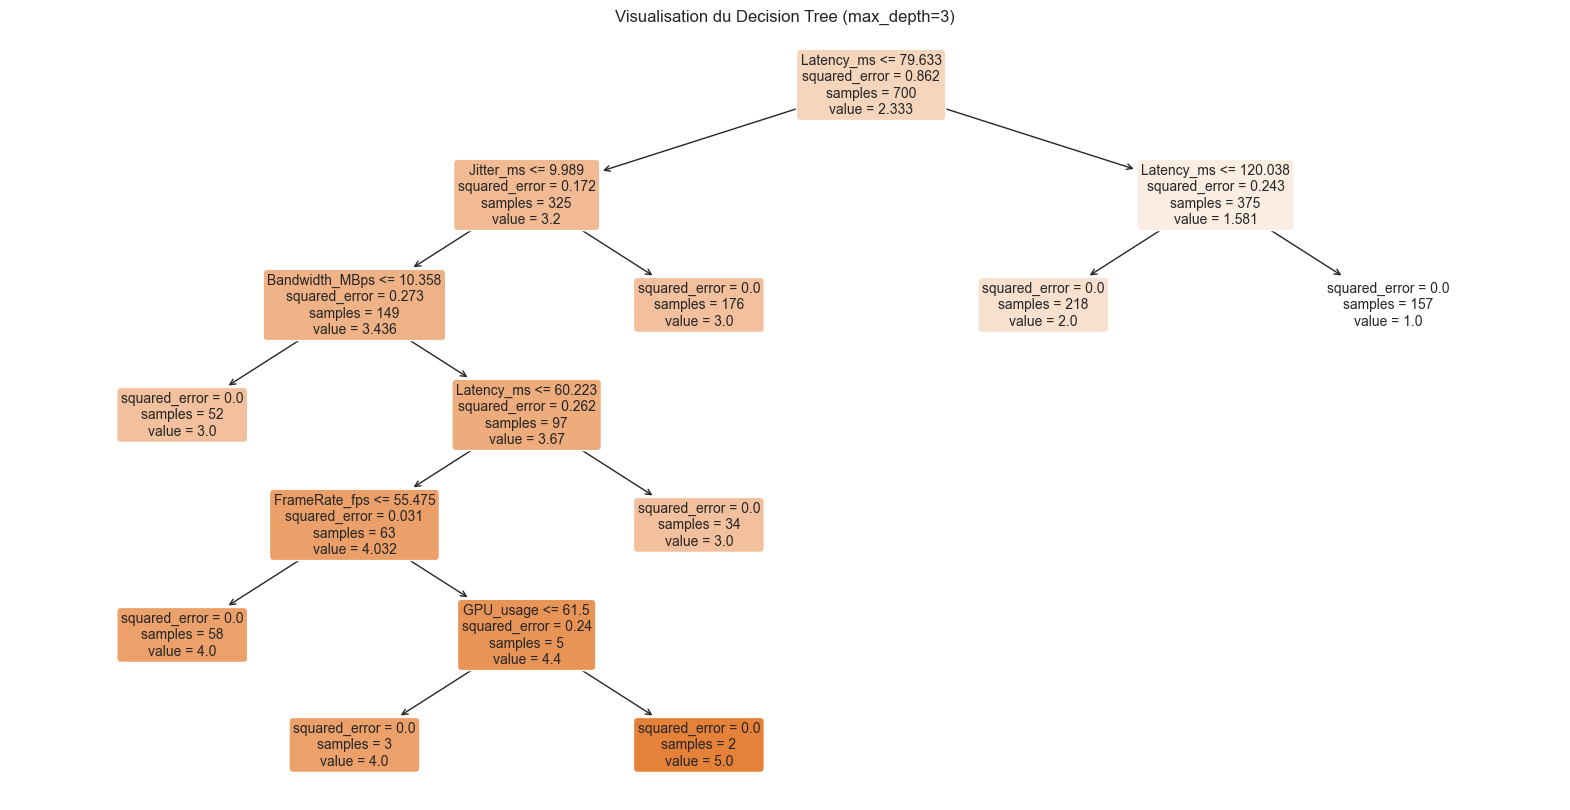 Visualisation du Decision Tree (max_depth=3)
Latency_ms <= 79.633
squared_error = 0.862
samples = 700
value = 2.333
Jitter_ms <= 9.989
squared_error = 0.172
samples = 325
value = 3.2
Latency_ms <= 120.038
squared_error = 0.243
samples = 375
value = 1.581
Bandwidth_MBps <= 10.358
squared_error = 0.273
samples = 149
value = 3.436
squared_error = 0.0
samples = 176
value = 3.0
squared_error = 0.0
samples = 218
value = 2.0
squared_error = 0.0
samples = 157
value = 1.0
squared_error = 0.0
samples = 52
value = 3.0
Latency_ms <= 60.223
squared_error = 0.262
samples = 97
value = 3.67
FrameRate_fps <= 55.475
squared_error = 0.031
samples = 63
value = 4.032
squared_error = 0.0
samples = 34
value = 3.0
squared_error = 0.0
samples = 58
value = 4.0
GPU_usage <= 61.5
squared_error = 0.24
samples = 5
value = 4.4
squared_error = 0.0
samples = 3
value = 4.0
squared_error = 0.0
samples = 2
value = 5.0